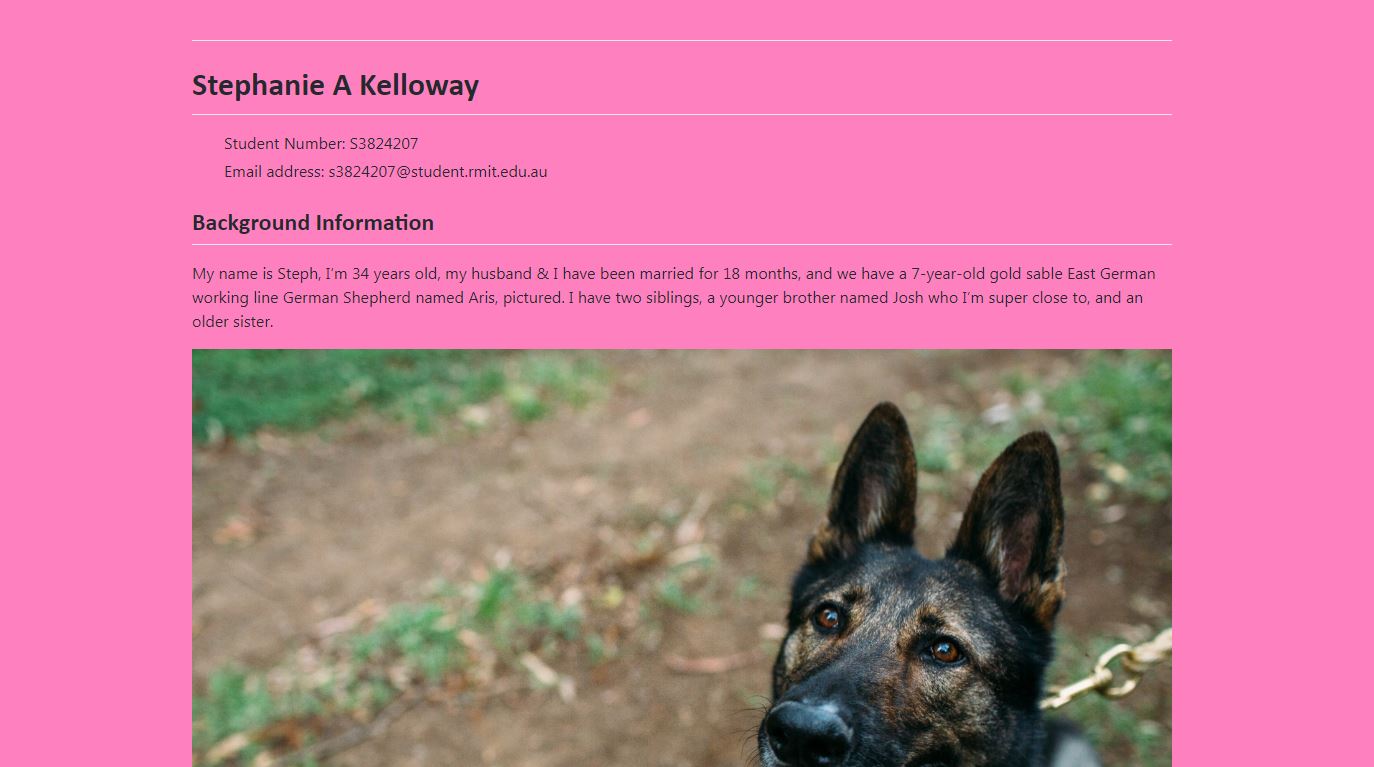 Stephanie A Kelloway
Student Number: S3824207
Email address: s3824207@student.rmit.edu.au
Background Information
My name is Steph, I'm 34 years old, my husband & I have been married for 18 months, and we have a 7-year-old gold sable East German
working line German Shepherd named Aris, pictured. I have two siblings, a younger brother named Josh who I'm super close to, and an
older sister.